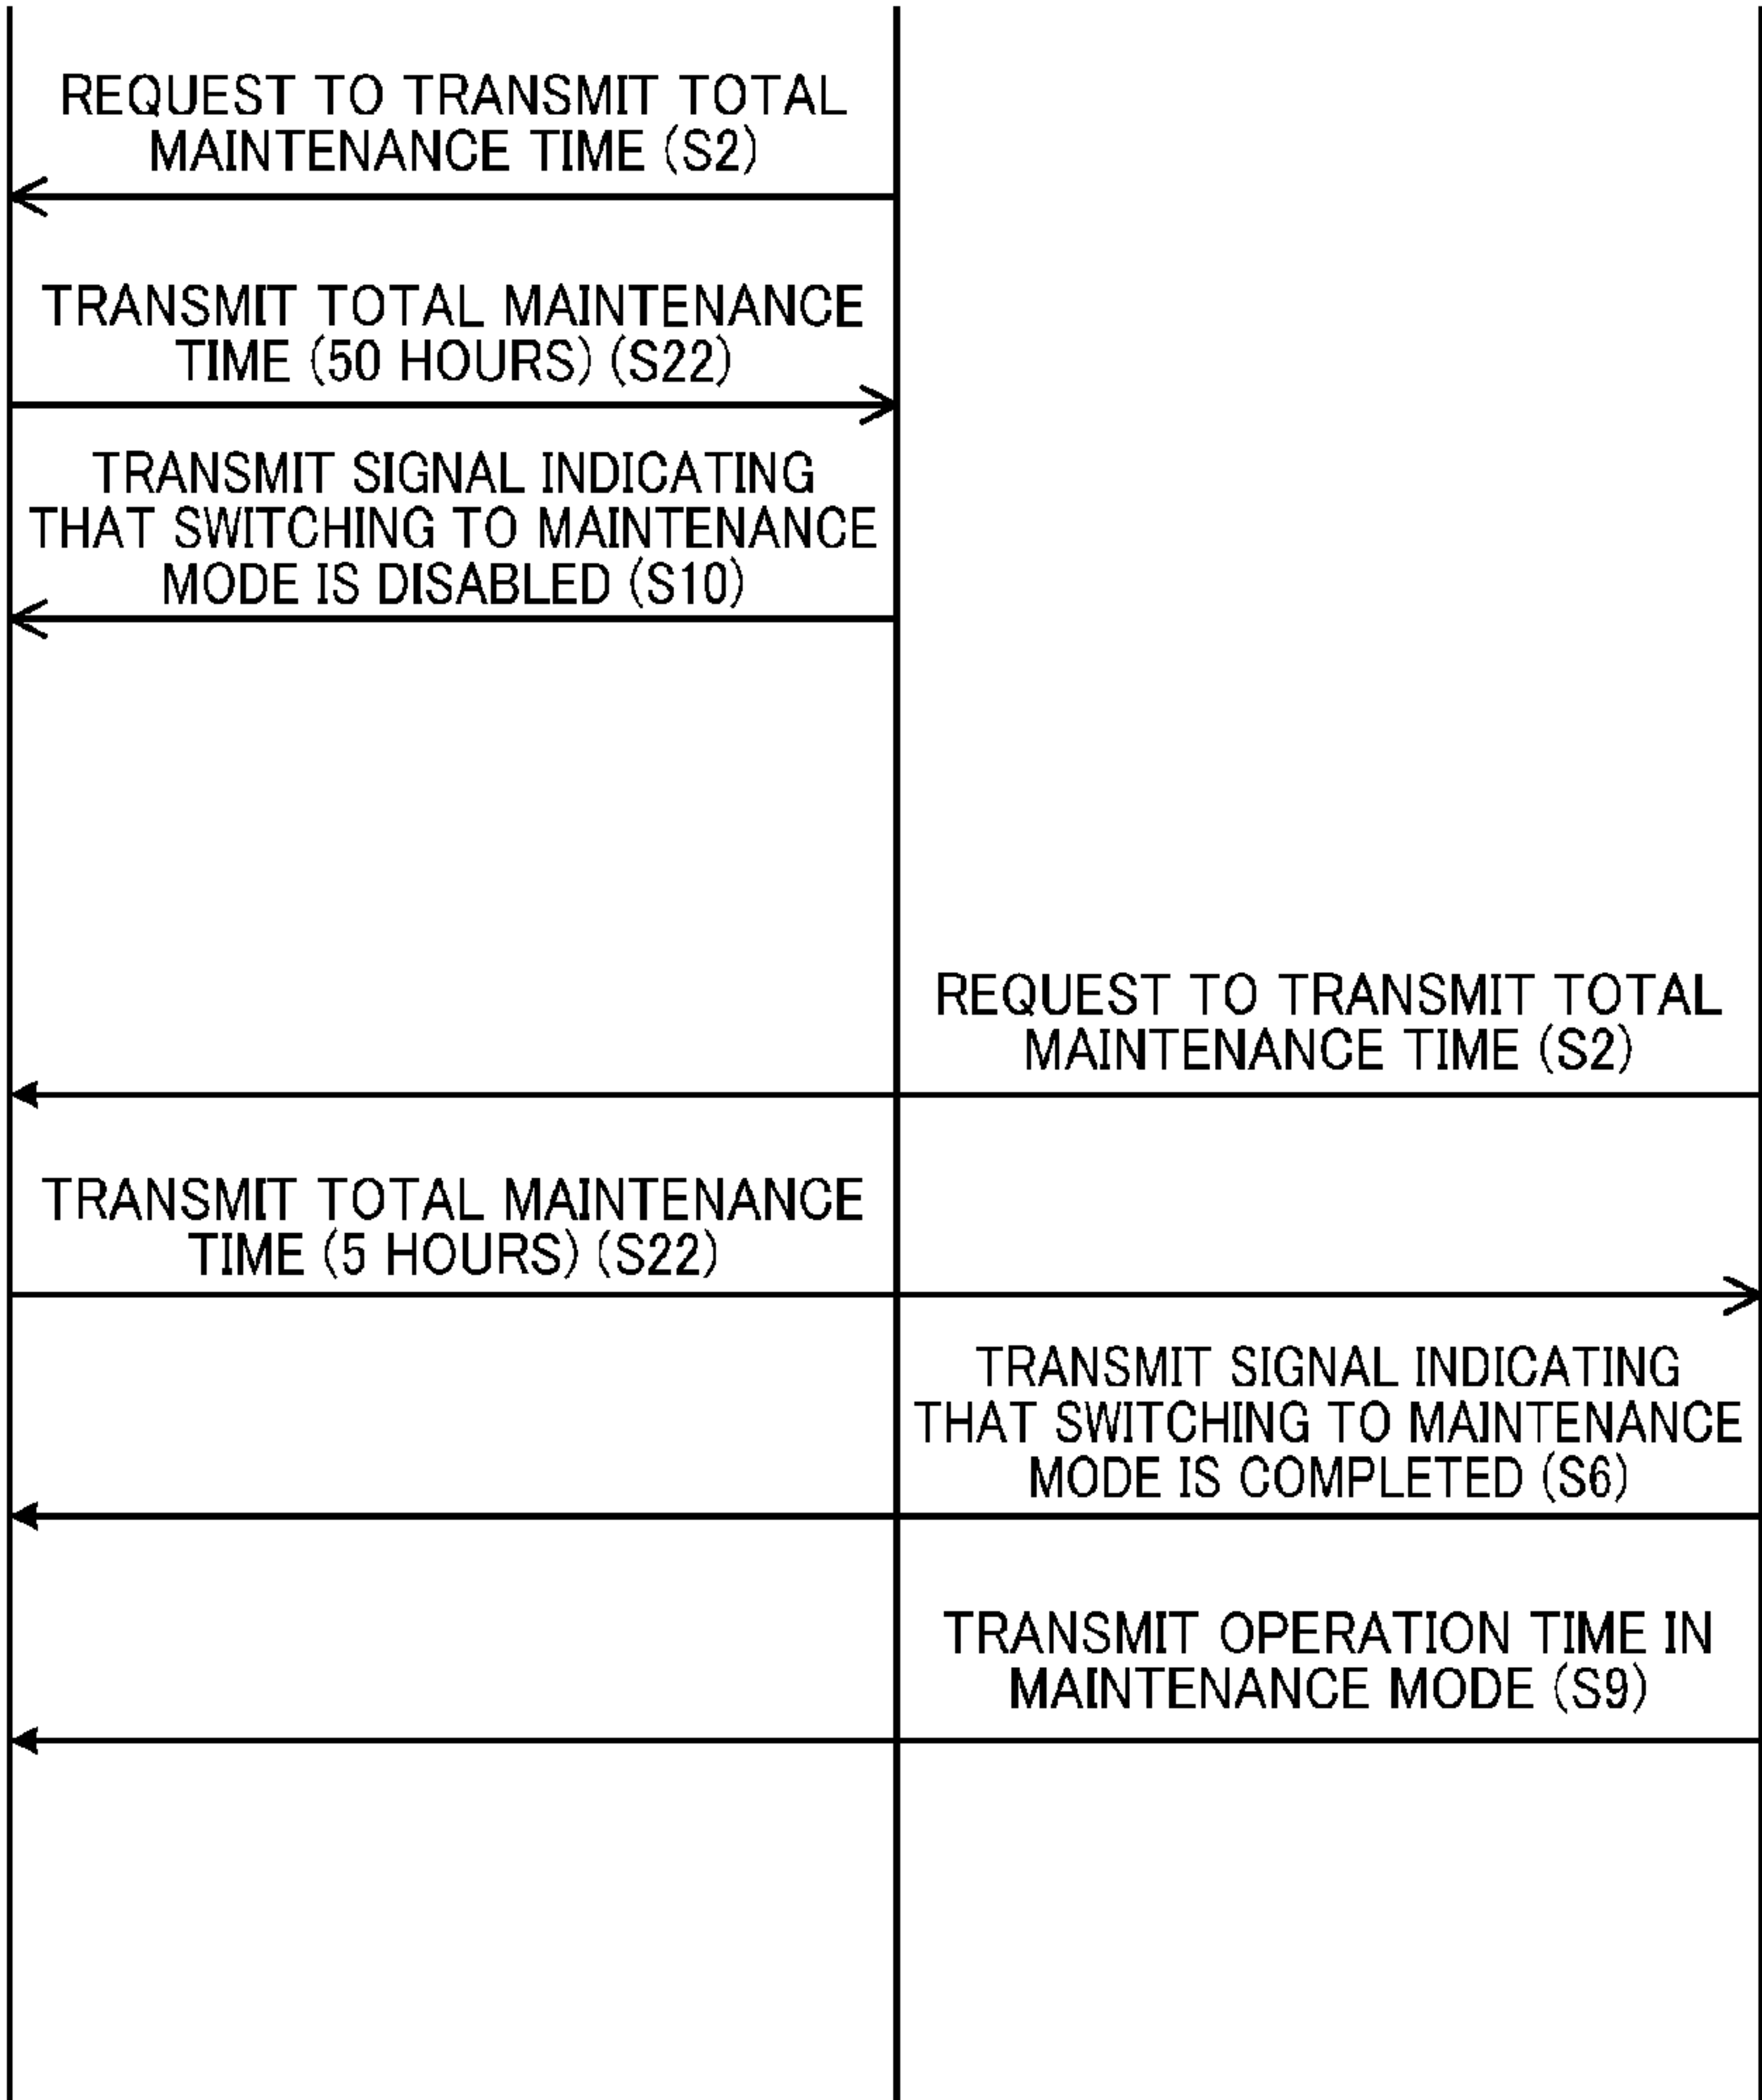 REQUEST TO TRANSMIT TOTAL
MAINTENANCE TIME (S2)
TRANSMIT TOTAL MAINTENANCE
TIME (50 HOURS) (S22)
TRANSMIT SIGNAL INDICATING
THAT SWITCHING TO MAINTENANCE
MODE IS DISABLED (S10)
REQUEST TO TRANSMIT TOTAL
MAINTENANCE TIME (S2)
TRANSMIT TOTAL MAINTENANCE
TIME (5 HOURS) (S22)
TRANSMIT SIGNAL INDICATING
THAT SWITCHING TO MAINTENANCE
MODE IS COMPLETED (S6)
TRANSMIT OPERATION TIME IN
MAINTENANCE MODE (S9)